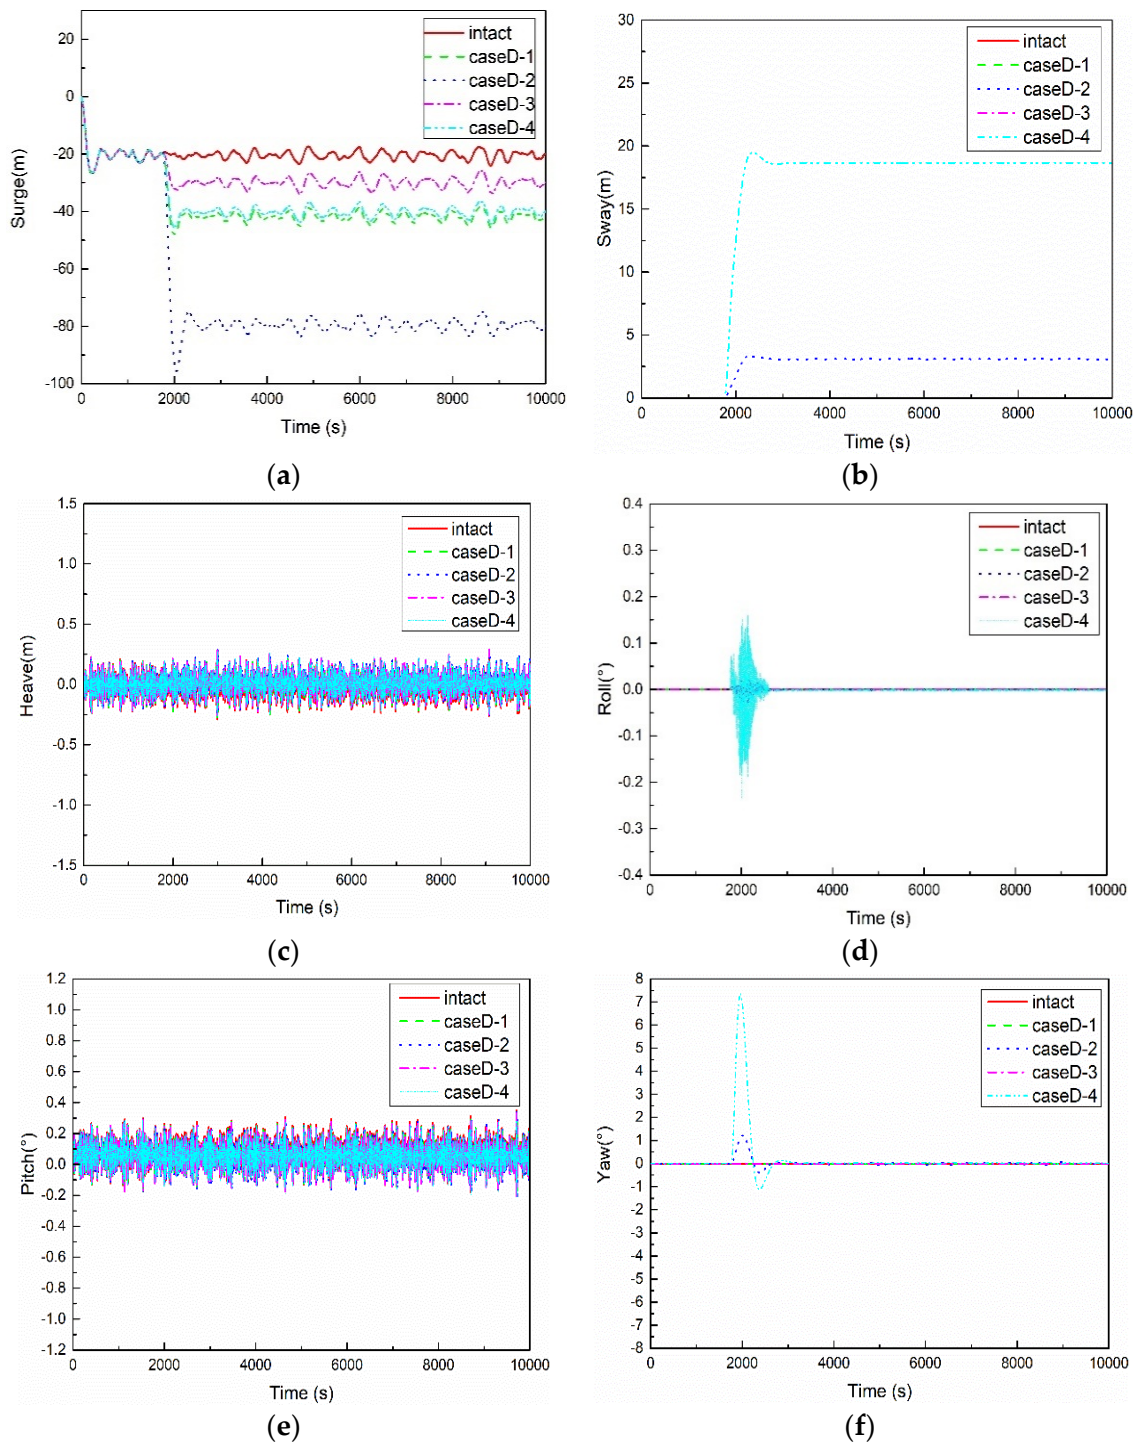 intact
caseD-1
caseD-2
caseD-3
caseD-4
20
0
-20
-40
-60
-80
-100
Surge(m)
0 2000 4000 6000 8000 10000
Time (s)
(a)
intact
caseD-1
caseD-2
caseD-3
caseD-4
30
25
20
15
10
5
0
Sway(m)
0 2000 4000 6000 8000 10000
Time (s)
(b)
intact
caseD-1
caseD-2
caseD-3
caseD-4
1.5
1.0
0.5
0.0
-0.5
-1.0
-1.5
Heave(m)
0 2000 4000 6000 8000 10000
Time (s)
(c)
intact
caseD-1
caseD-2
caseD-3
caseD-4
0.4
0.3
0.2
0.1
0.0
-0.1
-0.2
-0.3
-0.4
Roll(°)
0 2000 4000 6000 8000 10000
Time (s)
(d)
intact
caseD-1
caseD-2
caseD-3
caseD-4
1.2
1.0
0.8
0.6
0.4
0.2
0.0
-0.2
-0.4
-0.6
-0.8
-1.0
-1.2
Pitch(°)
0 2000 4000 6000 8000 10000
Time (s)
(e)
intact
caseD-1
caseD-2
caseD-3
caseD-4
8
7
6
5
4
3
2
1
0
-1
-2
-3
-4
-5
-6
-7
-8
Yaw(°)
0 2000 4000 6000 8000 10000
Time (s)
(f)